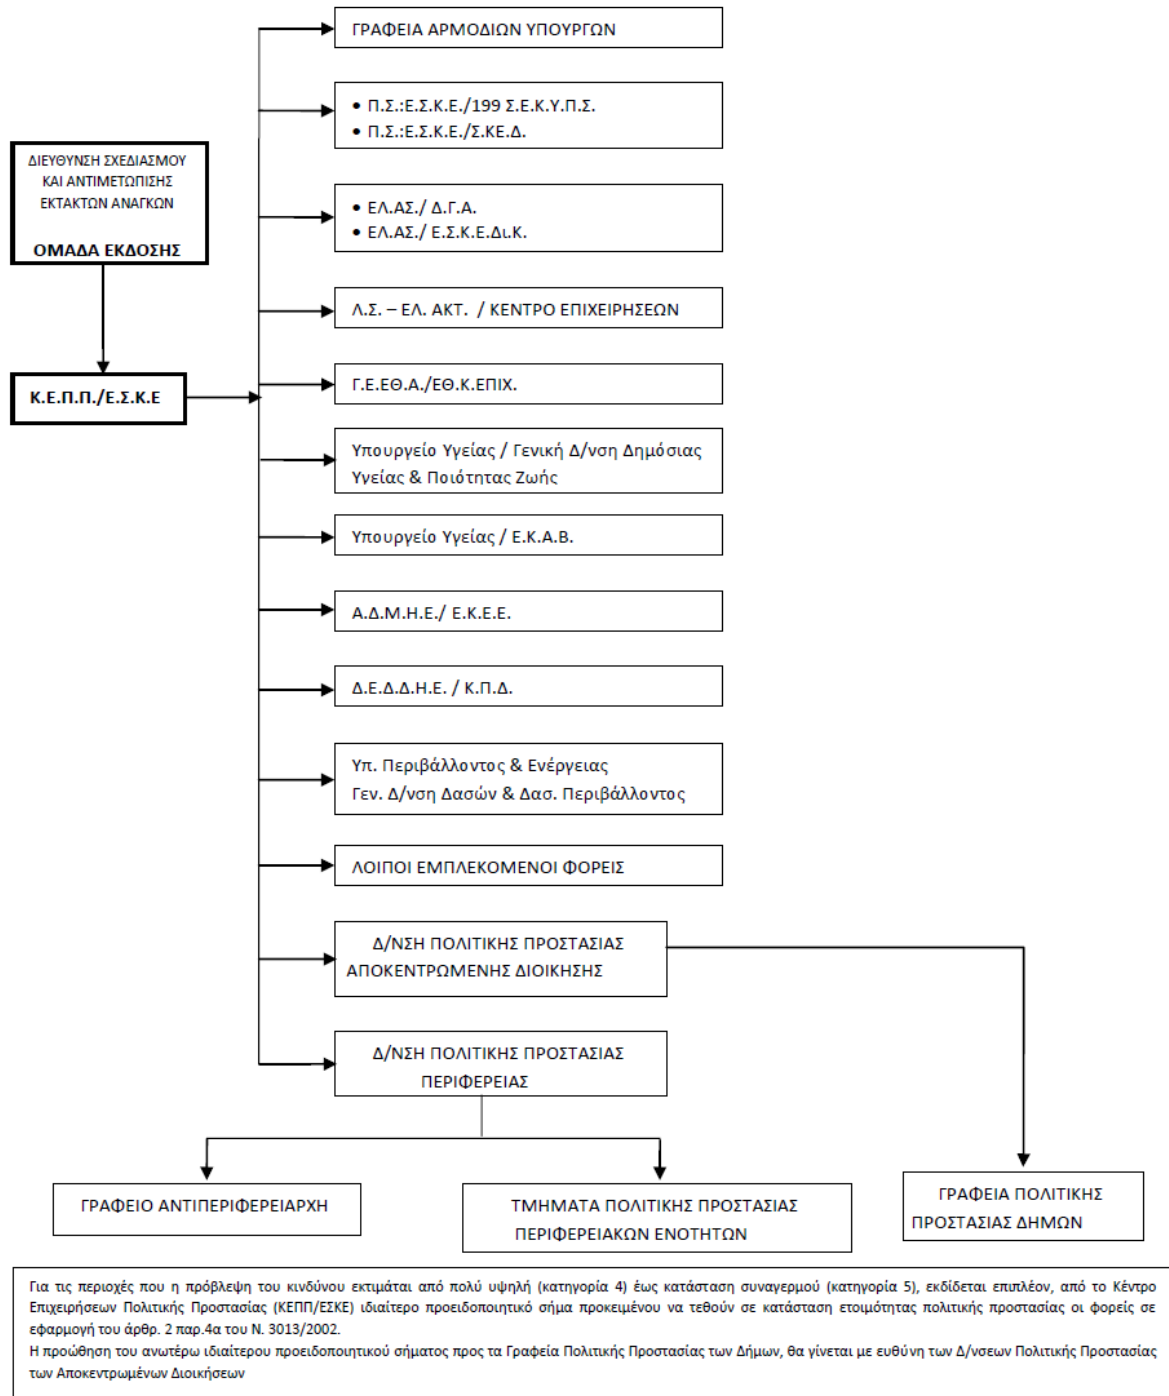 ΓΡΑΦΕΙΑ ΑΡΜΟΔΙΩΝ ΥΠΟΥΡΓΩΝ
• Π.Σ.:Ε.Σ.Κ.Ε./199 Σ.Ε.Κ.Υ.Π.Σ.
• Π.Σ.:Ε.Σ.Κ.Ε./Σ.ΚΕ.Δ.
ΔΙΕΥΘΥΝΣΗ ΣΧΕΔΙΑΣΜΟΥ
ΚΑΙ ΑΝΤΙΜΕΤΩΠΙΣΗΣ
ΕΚΤΑΚΤΩΝ ΑΝΑΓΚΩΝ
ΟΜΑΔΑ ΕΚΔΟΣΗΣ
• ΕΛ.ΑΣ./ Δ.Γ.Α.
• ΕΛ.ΑΣ./ Ε.Σ.Κ.Ε.Δι.Κ.
Λ.Σ. – ΕΛ. ΑΚΤ. / ΚΕΝΤΡΟ ΕΠΙΧΕΙΡΗΣΕΩΝ
Κ.Ε.Π.Π./Ε.Σ.Κ.Ε
Γ.Ε.ΕΘ.Α./ΕΘ.Κ.ΕΠΙΧ.
Υπουργείο Υγείας / Γενική Δ/νση Δημόσιας
Υγείας & Ποιότητας Ζωής
Υπουργείο Υγείας / Ε.Κ.Α.Β.
Α.Δ.Μ.Η.Ε./ Ε.Κ.Ε.Ε.
Δ.Ε.Δ.Δ.Η.Ε. / Κ.Π.Δ.
Υπ. Περιβάλλοντος & Ενέργειας
Γεν. Δ/νση Δασών & Δασ. Περιβάλλοντος
ΛΟΙΠΟΙ ΕΜΠΛΕΚΟΜΕΝΟΙ ΦΟΡΕΙΣ
Δ/ΝΣΗ ΠΟΛΙΤΙΚΗΣ ΠΡΟΣΤΑΣΙΑΣ
ΑΠΟΚΕΝΤΡΩΜΕΝΗΣ ΔΙΟΙΚΗΣΗΣ
Δ/ΝΣΗ ΠΟΛΙΤΙΚΗΣ ΠΡΟΣΤΑΣΙΑΣ
ΠΕΡΙΦΕΡΕΙΑΣ
ΓΡΑΦΕΙΟ ΑΝΤΙΠΕΡΙΦΕΡΕΙΑΡΧΗ
ΤΜΗΜΑΤΑ ΠΟΛΙΤΙΚΗΣ ΠΡΟΣΤΑΣΙΑΣ
ΠΕΡΙΦΕΡΕΙΑΚΩΝ ΕΝΟΤΗΤΩΝ
ΓΡΑΦΕΙΑ ΠΟΛΙΤΙΚΗΣ
ΠΡΟΣΤΑΣΙΑΣ ΔΗΜΩΝ
Για τις περιοχές που η πρόβλεψη του κινδύνου εκτιμάται από πολύ υψηλή (κατηγορία 4) έως κατάσταση συναγερμού (κατηγορία 5), εκδίδεται επιπλέον, από το Κέντρο
Επιχειρήσεων Πολιτικής Προστασίας (ΚΕΠΠ/ΕΣΚΕ) ιδιαίτερο προειδοποιητικό σήμα προκειμένου να τεθούν σε κατάσταση ετοιμότητας πολιτικής προστασίας οι φορείς σε
εφαρμογή του άρθρ. 2 παρ.4α του Ν. 3013/2002.
Η προώθηση του ανωτέρω ιδιαίτερου προειδοποιητικού σήματος προς τα Γραφεία Πολιτικής Προστασίας των Δήμων, θα γίνεται με ευθύνη των Δ/νσεων Πολιτικής Προστασίας
των Αποκεντρωμένων Διοικήσεων